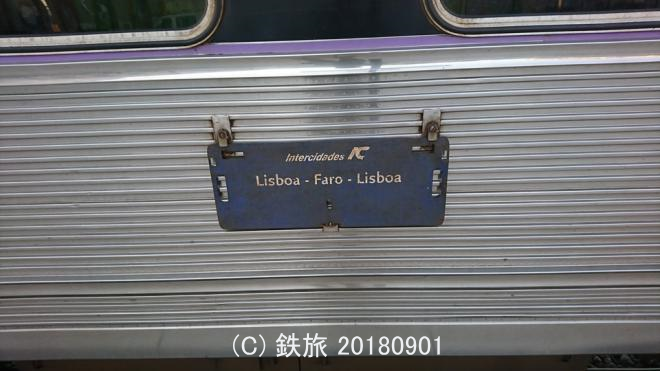 Intercidades IC
Lisboa - Faro - Lisboa
(C) 鉄旅 20180901